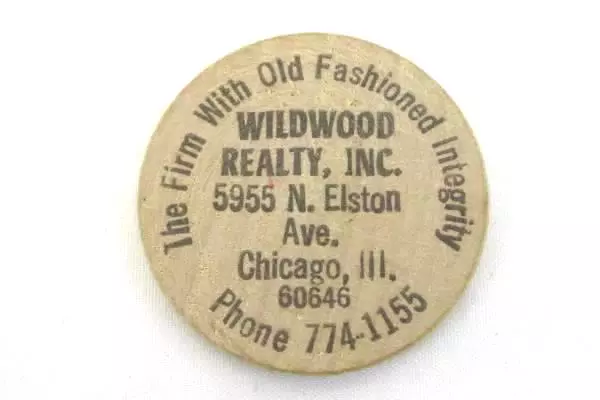 The Firm With Old Fashioned Integrity
WILDWOOD
REALTY, INC.
5955 N. Elston
Ave.
Chicago, Ill.
60646
Phone 774-1155